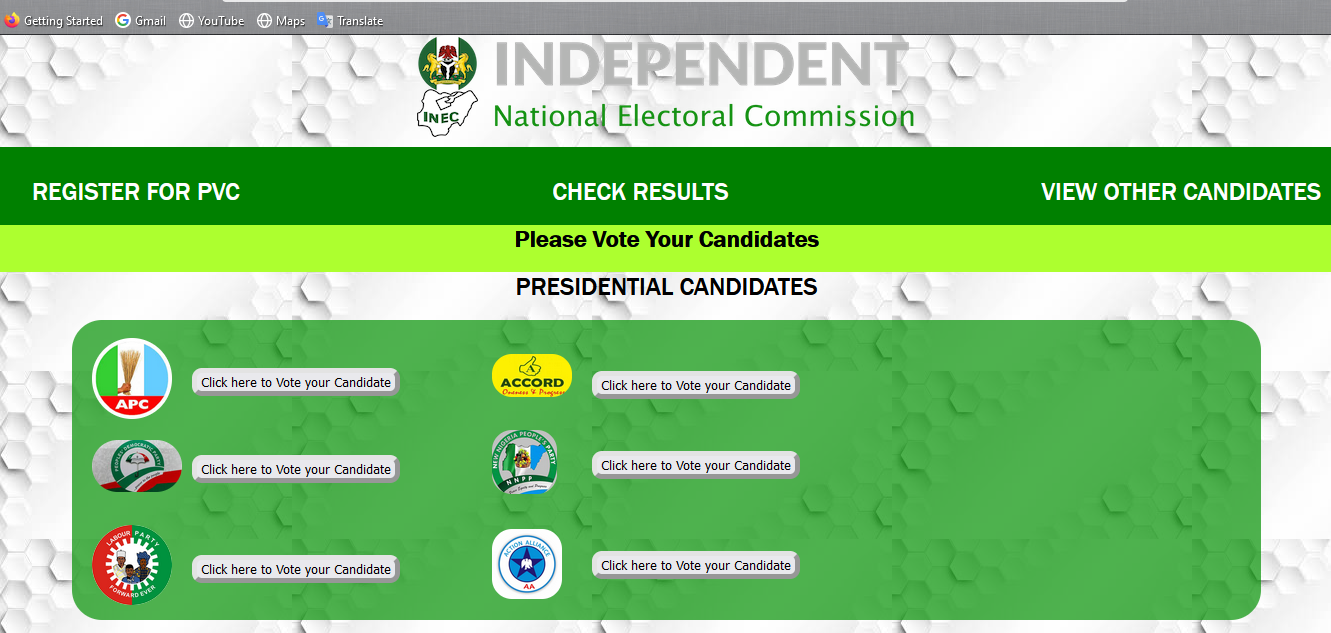 Getting Started Gmail YouTube Maps Translate
INDEPENDENT
INEC National Electoral Commission
REGISTER FOR PVC CHECK RESULTS VIEW OTHER CANDIDATES
Please Vote Your Candidates
PRESIDENTIAL CANDIDATES
APC
Click here to Vote your Candidate
ACCORD
Oneness & Progress
Click here to Vote your Candidate
PEOPLES DEMOCRATIC PARTY
Click here to Vote your Candidate
NEW NIGERIA PEOPLE'S PARTY
NNPP
Click here to Vote your Candidate
LABOUR PARTY
FORWARD EVER
Click here to Vote your Candidate
ACTION ALLIANCE
AA
Click here to Vote your Candidate